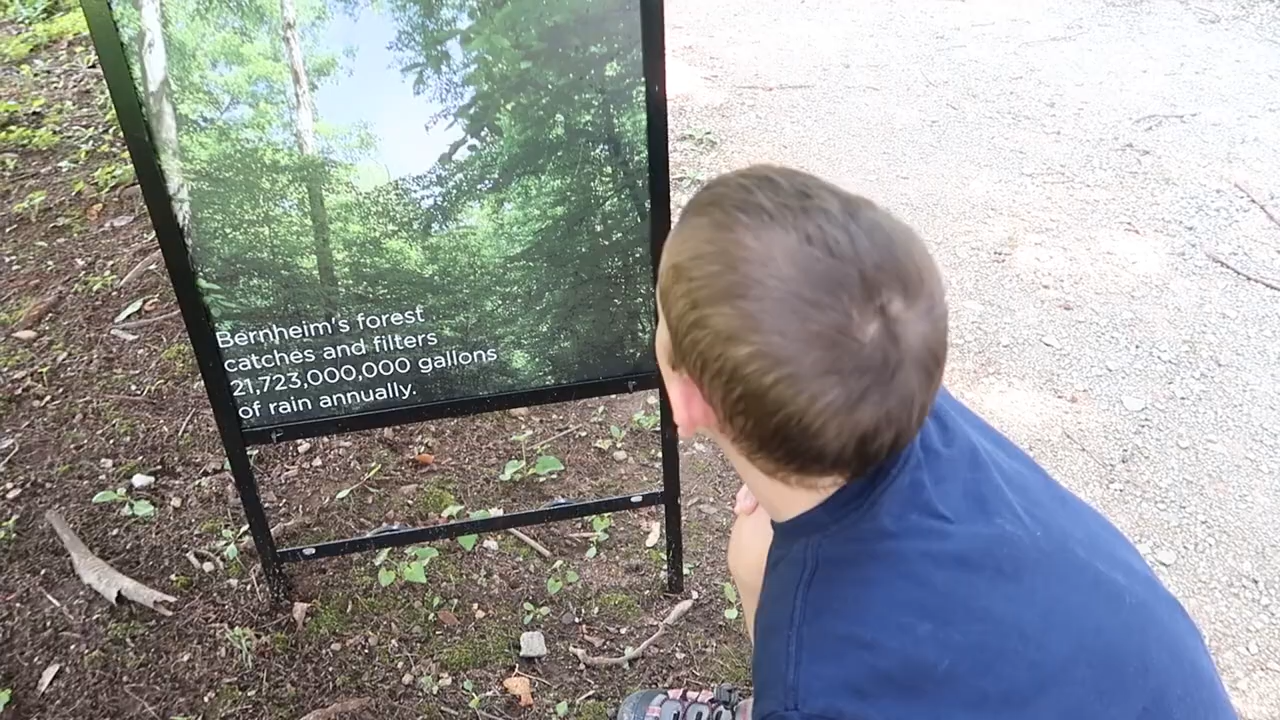 Bernheim's forest
catches and filters
21,723,000,000 gallons
of rain annually.